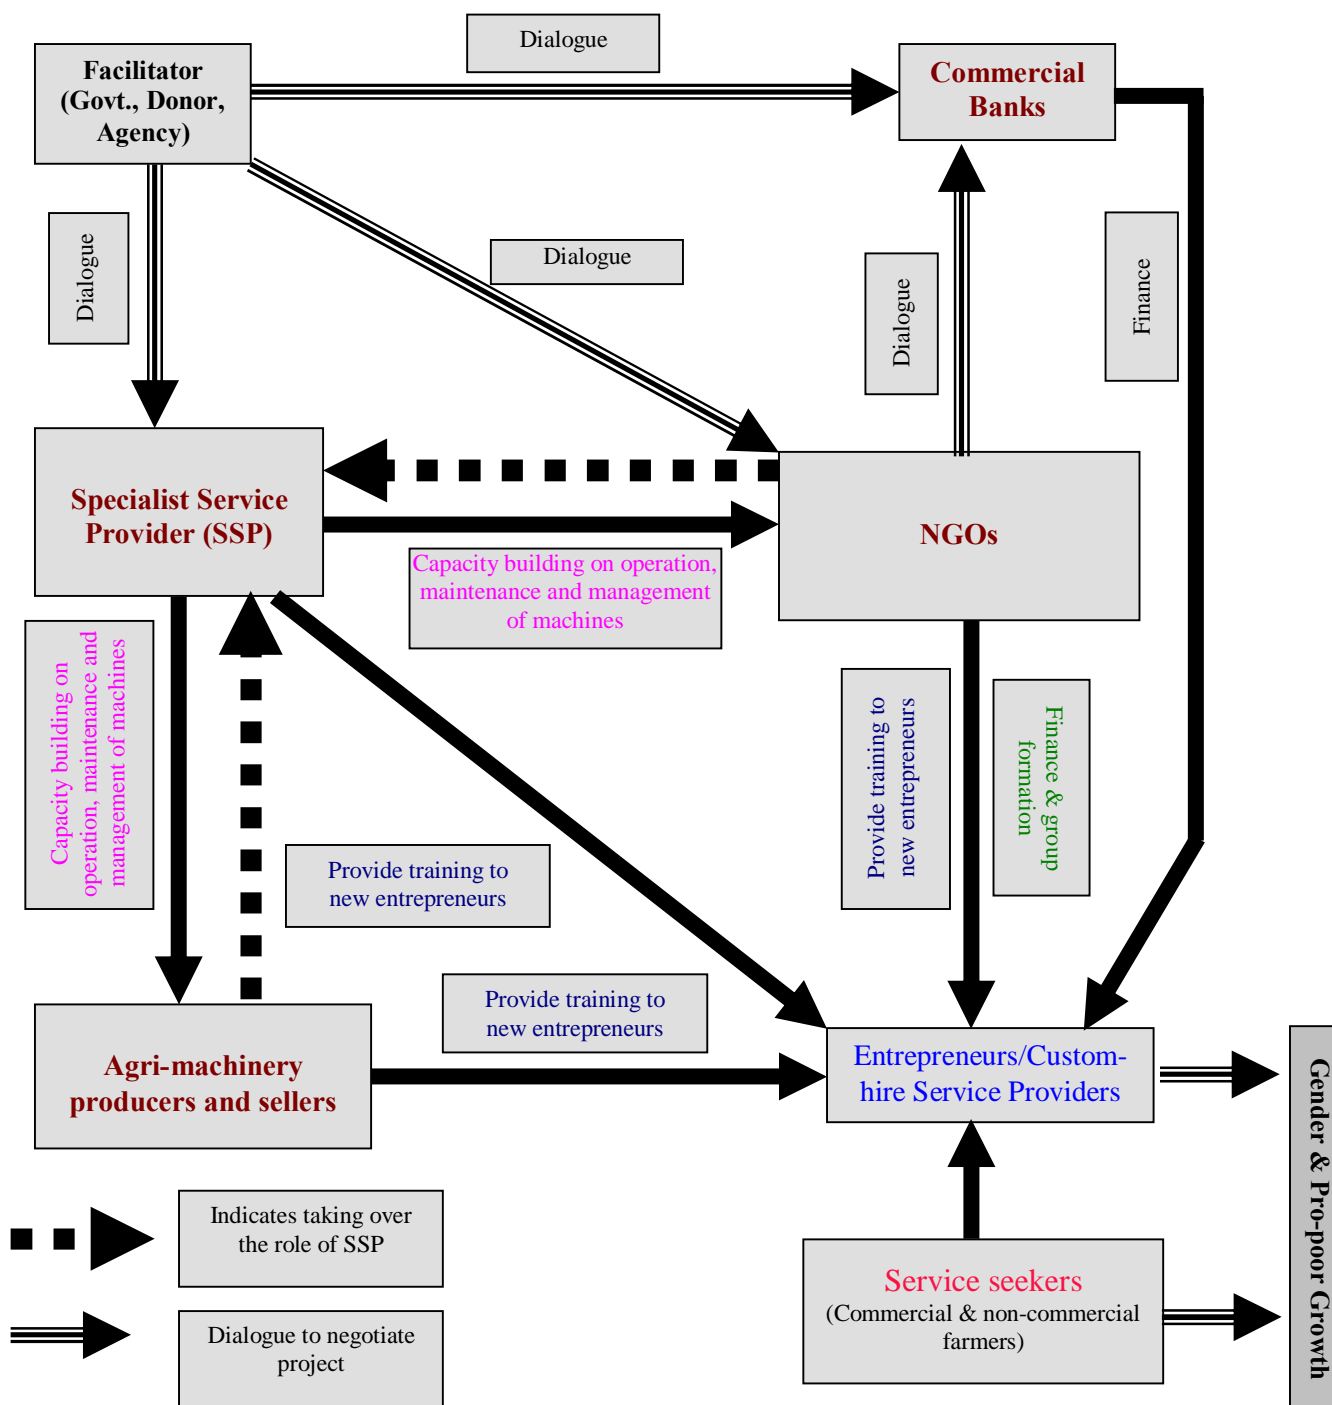 Dialogue
Facilitator
(Govt., Donor,
Agency)
Commercial
Banks
Dialogue
Dialogue
Dialogue
Finance
Specialist Service
Provider (SSP)
NGOs
Capacity building on operation,
maintenance and management
of machines
Capacity building on
operation, maintenance and
management of machines
Provide training to
new entrepreneurs
Provide training to
new entrepreneurs
Finance & group
formation
Provide training to
new entrepreneurs
Agri-machinery
producers and sellers
Entrepreneurs/Custom-
hire Service Providers
Gender & Pro-poor Growth
Indicates taking over
the role of SSP
Service seekers
(Commercial & non-commercial
farmers)
Dialogue to negotiate
project